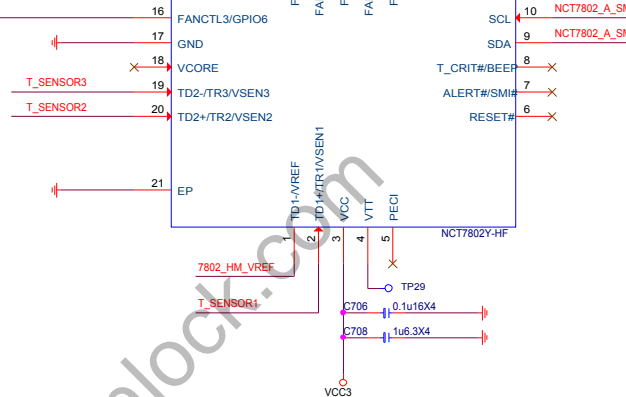 16
FANCTL3/GPIO6
17
GND
18
VCORE
T_SENSOR3
19
TD2-/TR3/VSEN3
T_SENSOR2
20
TD2+/TR2/VSEN2
21
EP
SCL
10
NCT7802_A_SM
SDA
9
NCT7802_A_SM
T_CRIT#/BEEP
8
ALERT#/SMI#
7
RESET#
6
TD1-/VREF
TD1+/TR1/VSEN1
VCC
VTT
PECI
1
2
3
4
5
NCT7802Y-HF
7802_HM_VREF
T_SENSOR1
TP29
C706
0.1u16X4
C708
1u6.3X4
VCC3
alock.com